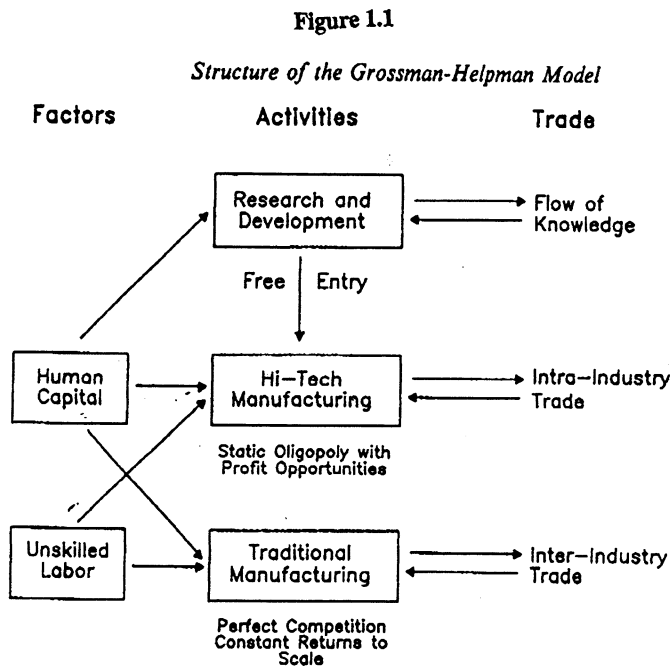 Figure 1.1
Structure of the Grossman-Helpman Model
Factors Activities Trade
Research and
Development
Flow of
Knowledge
Free Entry
Human
Capital
Hi-Tech
Manufacturing
Intra-Industry
Trade
Static Oligopoly with
Profit Opportunities
Unskilled
Labor
Traditional
Manufacturing
Inter-Industry
Trade
Perfect Competition
Constant Returns to
Scale